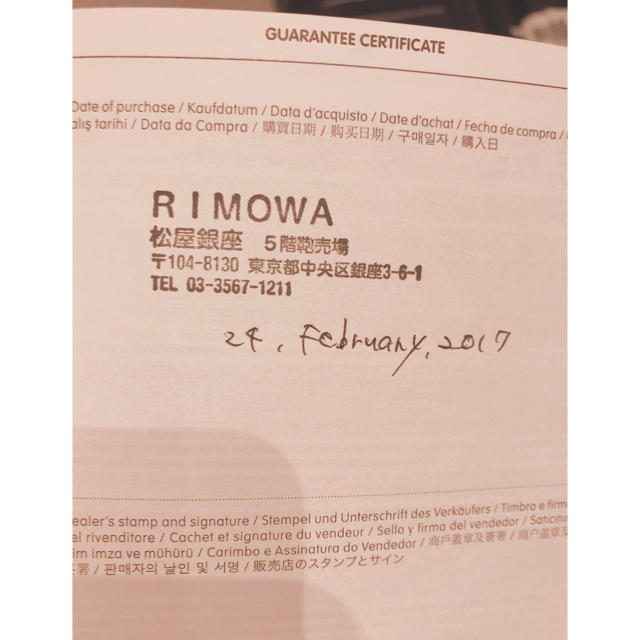 GUARANTEE CERTIFICATE
Date of purchase / Kaufdatum / Data d'acquisto / Date d'achat / Fecha de compra /
alış tarihi / Data da Compra / 購買日期 / 购买日期 / 구매일자 / 購入日
RIMOWA
松屋銀座 5階鞄売場
〒104-8130 東京都中央区銀座3-6-1
TEL 03-3567-1211
24, February, 2017
ealer's stamp and signature / Stempel und Unterschrift des Verkäufers / Timbro e firm
el rivenditore / Cachet et signature du vendeur / Sello y firma del vendedor / Satıcının
im imza ve mühürü / Carimbo e Assinatura do Vendedor / 商戶蓋章及簽署 / 商户盖章及
签署 / 판매자의 날인 및 서명 / 販売店のスタンプとサイン